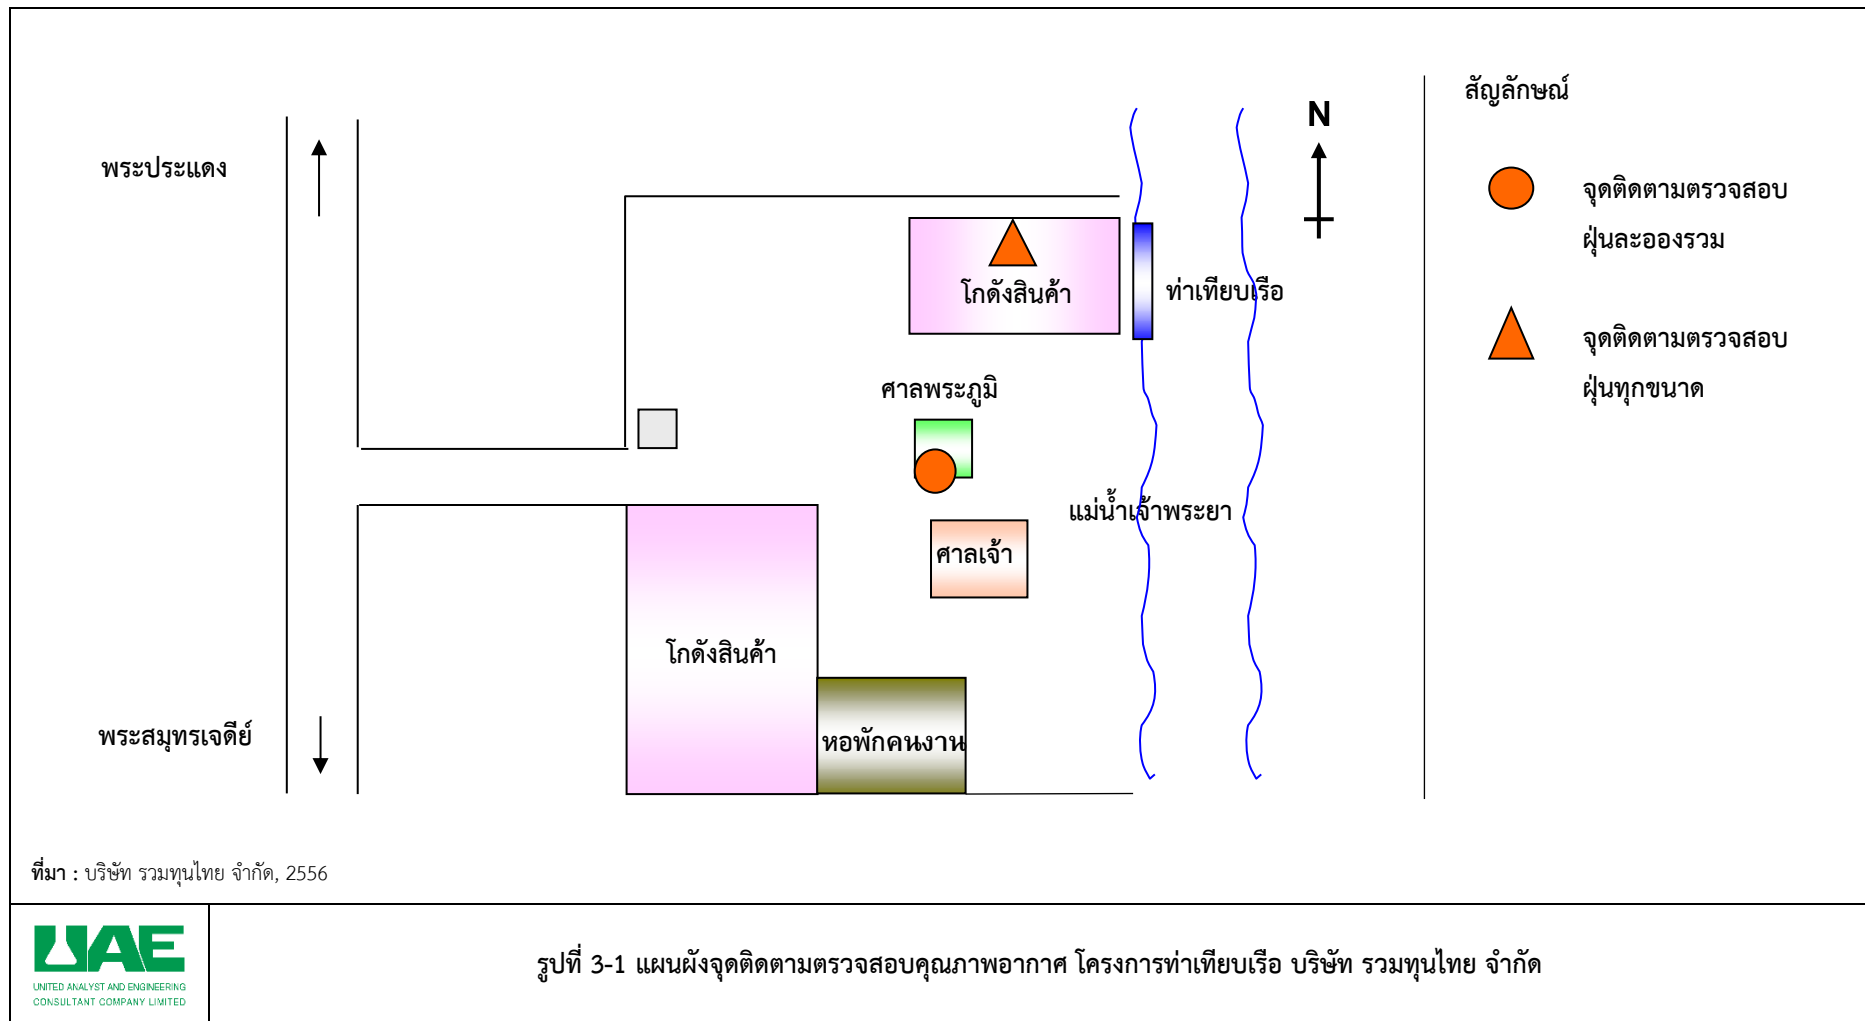 สัญลักษณ์
N
พระประแดง
จุดติดตามตรวจสอบ
ฝุ่นละอองรวม
โกดังสินค้า
ท่าเทียบเรือ
จุดติดตามตรวจสอบ
ฝุ่นทุกขนาด
ศาลพระภูมิ
แม่น้ำเจ้าพระยา
ศาลเจ้า
โกดังสินค้า
พระสมุทรเจดีย์
หอพักคนงาน
ที่มา : บริษัท รวมทุนไทย จำกัด, 2556
UAE
UNITED ANALYST AND ENGINEERING
CONSULTANT COMPANY LIMITED
รูปที่ 3-1 แผนผังจุดติดตามตรวจสอบคุณภาพอากาศ โครงการท่าเทียบเรือ บริษัท รวมทุนไทย จำกัด